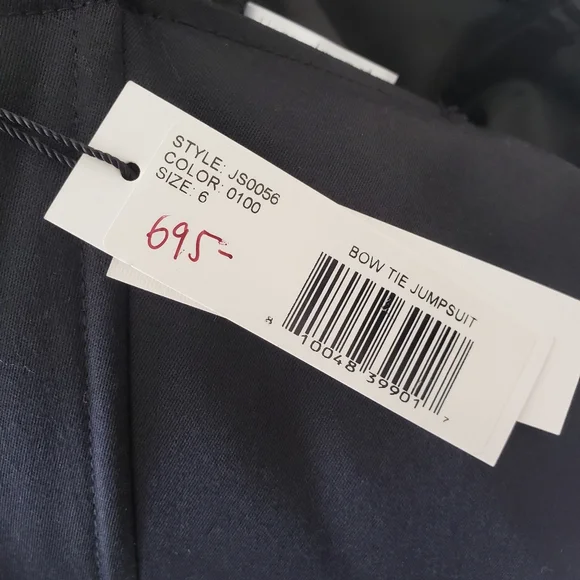 STYLE: JS0056
COLOR: 0100
SIZE: 6
695-
BOW TIE JUMPSUIT
8 10048 39901 7